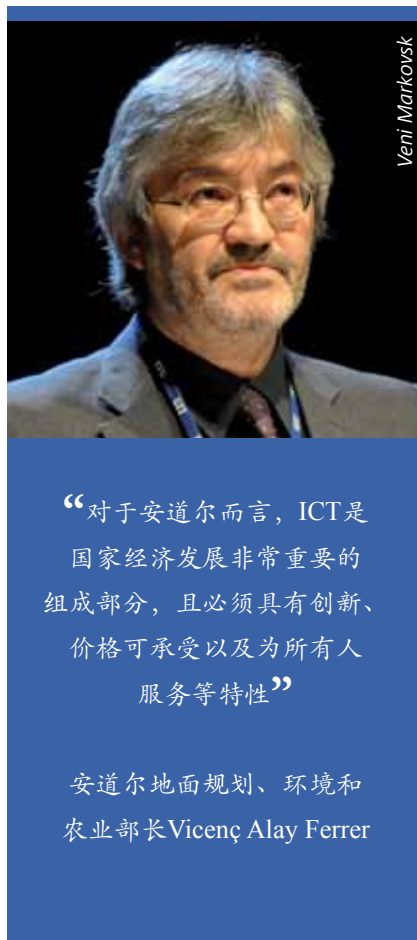 Veni Markovsk
“对于安道尔而言，ICT是
国家经济发展非常重要的
组成部分，且必须具有创新、
价格可承受以及为所有人
服务等特性”
安道尔地面规划、环境和
农业部长Vicenç Alay Ferrer